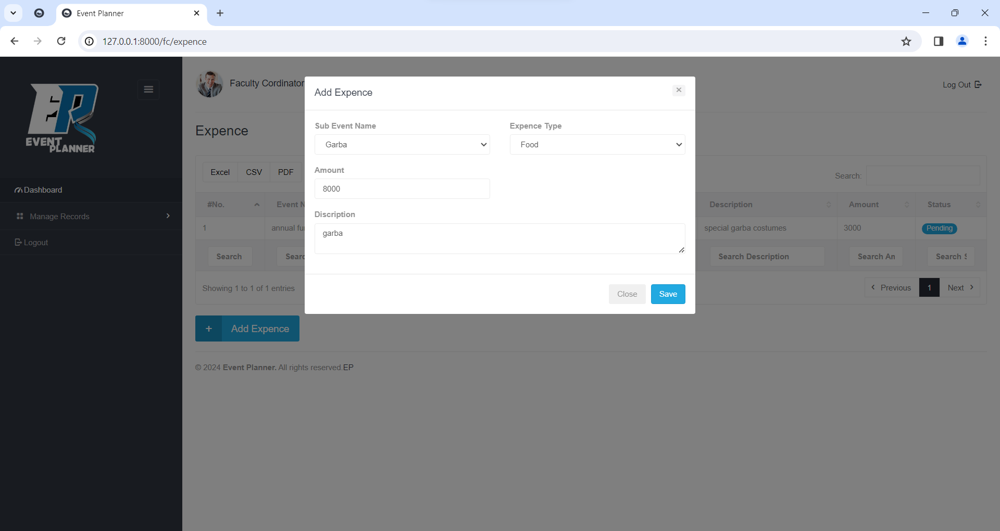 Event Planner
127.0.0.1:8000/fc/expence
EVENT
PLANNER
Dashboard
Manage Records
Logout
Faculty Cordinator
Log Out
Expence
Excel CSV PDF
Search:
#No. Event N Description Amount Status
1 annual fu special garba costumes 3000 Pending
Search Searc Search Description Search An Search S
Showing 1 to 1 of 1 entries
Previous 1 Next
+ Add Expence
© 2024 Event Planner. All rights reserved.EP
Add Expence
×
Sub Event Name Expence Type
Garba Food
Amount
8000
Discription
garba
Close Save